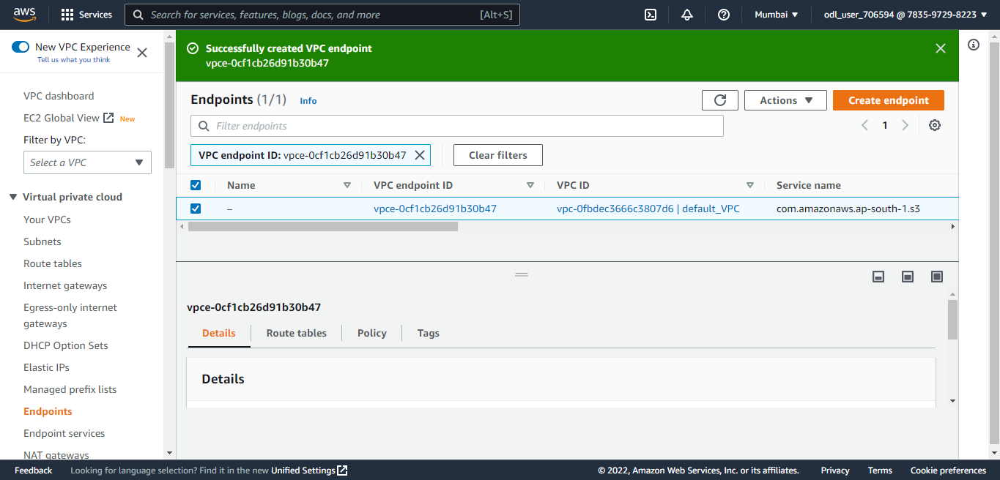 aws
Services
Search for services, features, blogs, docs, and more
[Alt+S]
Mumbai
odl_user_706594 @ 7835-9729-8223
New VPC Experience
Tell us what you think
VPC dashboard
EC2 Global View
New
Filter by VPC:
Select a VPC
Virtual private cloud
Your VPCs
Subnets
Route tables
Internet gateways
Egress-only internet
gateways
DHCP Option Sets
Elastic IPs
Managed prefix lists
Endpoints
Endpoint services
NAT gateways
Successfully created VPC endpoint
vpce-0cf1cb26d91b30b47
Endpoints (1/1)
Info
Actions
Create endpoint
Filter endpoints
1
VPC endpoint ID: vpce-0cf1cb26d91b30b47
Clear filters
Name
VPC endpoint ID
VPC ID
Service name
–
vpce-0cf1cb26d91b30b47
vpc-0fbdec3666c3807d6 | default_VPC
com.amazonaws.ap-south-1.s3
vpce-0cf1cb26d91b30b47
Details
Route tables
Policy
Tags
Details
Feedback
Looking for language selection? Find it in the new Unified Settings
© 2022, Amazon Web Services, Inc. or its affiliates.
Privacy
Terms
Cookie preferences